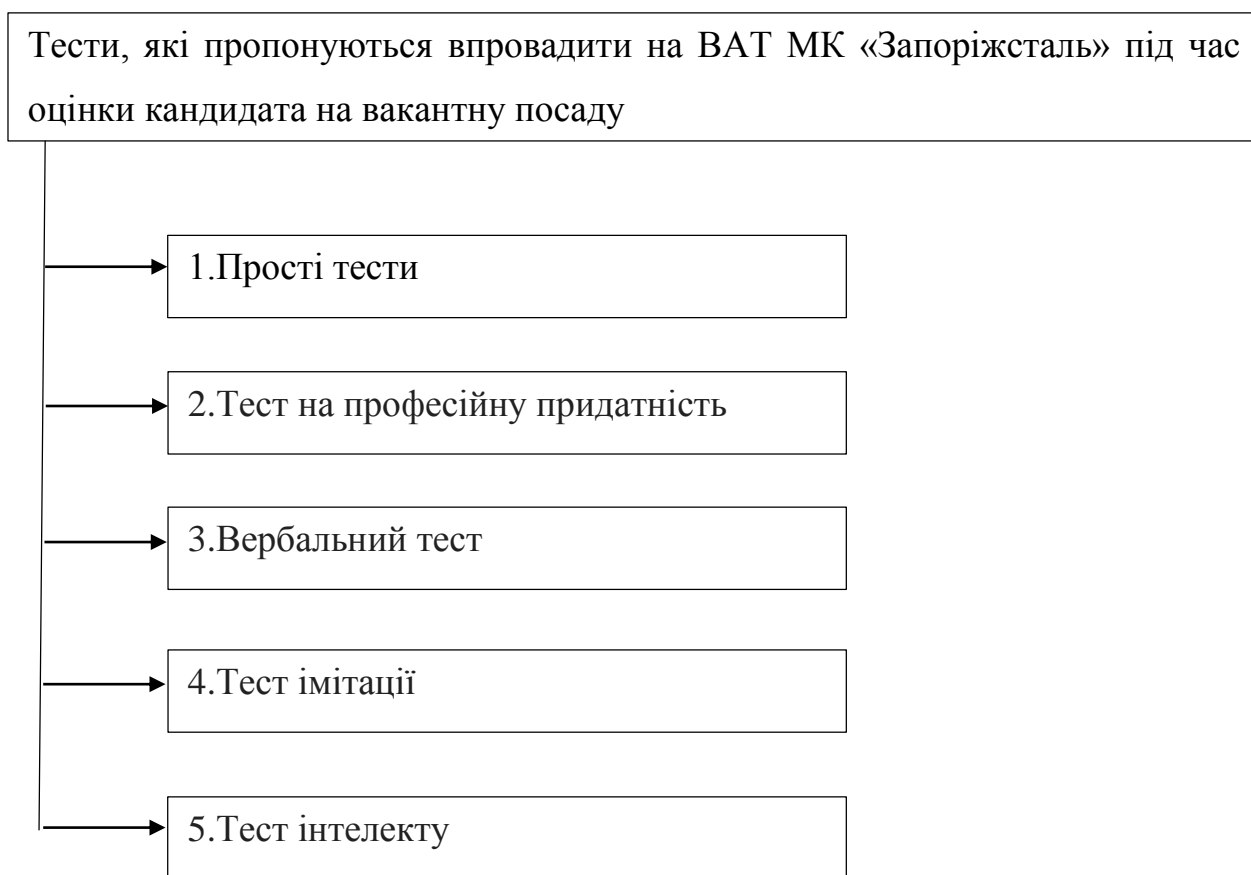 Тести, які пропонуються впровадити на ВАТ МК «Запоріжсталь» під час
оцінки кандидата на вакантну посаду
1.Прості тести
2.Тест на професійну придатність
3.Вербальний тест
4.Тест імітації
5.Тест інтелекту